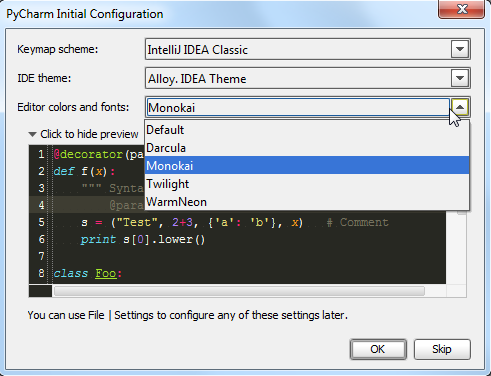 PyCharm Initial Configuration
Keymap scheme: IntelliJ IDEA Classic
IDE theme: Alloy. IDEA Theme
Editor colors and fonts: Monokai
Default
Darcula
Monokai
Twilight
WarmNeon
Click to hide preview
1 @decorator(pa
2 def f(x):
3 """ Synta
4 @para
5 s = ("Test", 2+3, {'a': 'b'}, x) # Comment
6 print s[0].lower()
7
8 class Foo:
You can use File | Settings to configure any of these settings later.
OK Skip